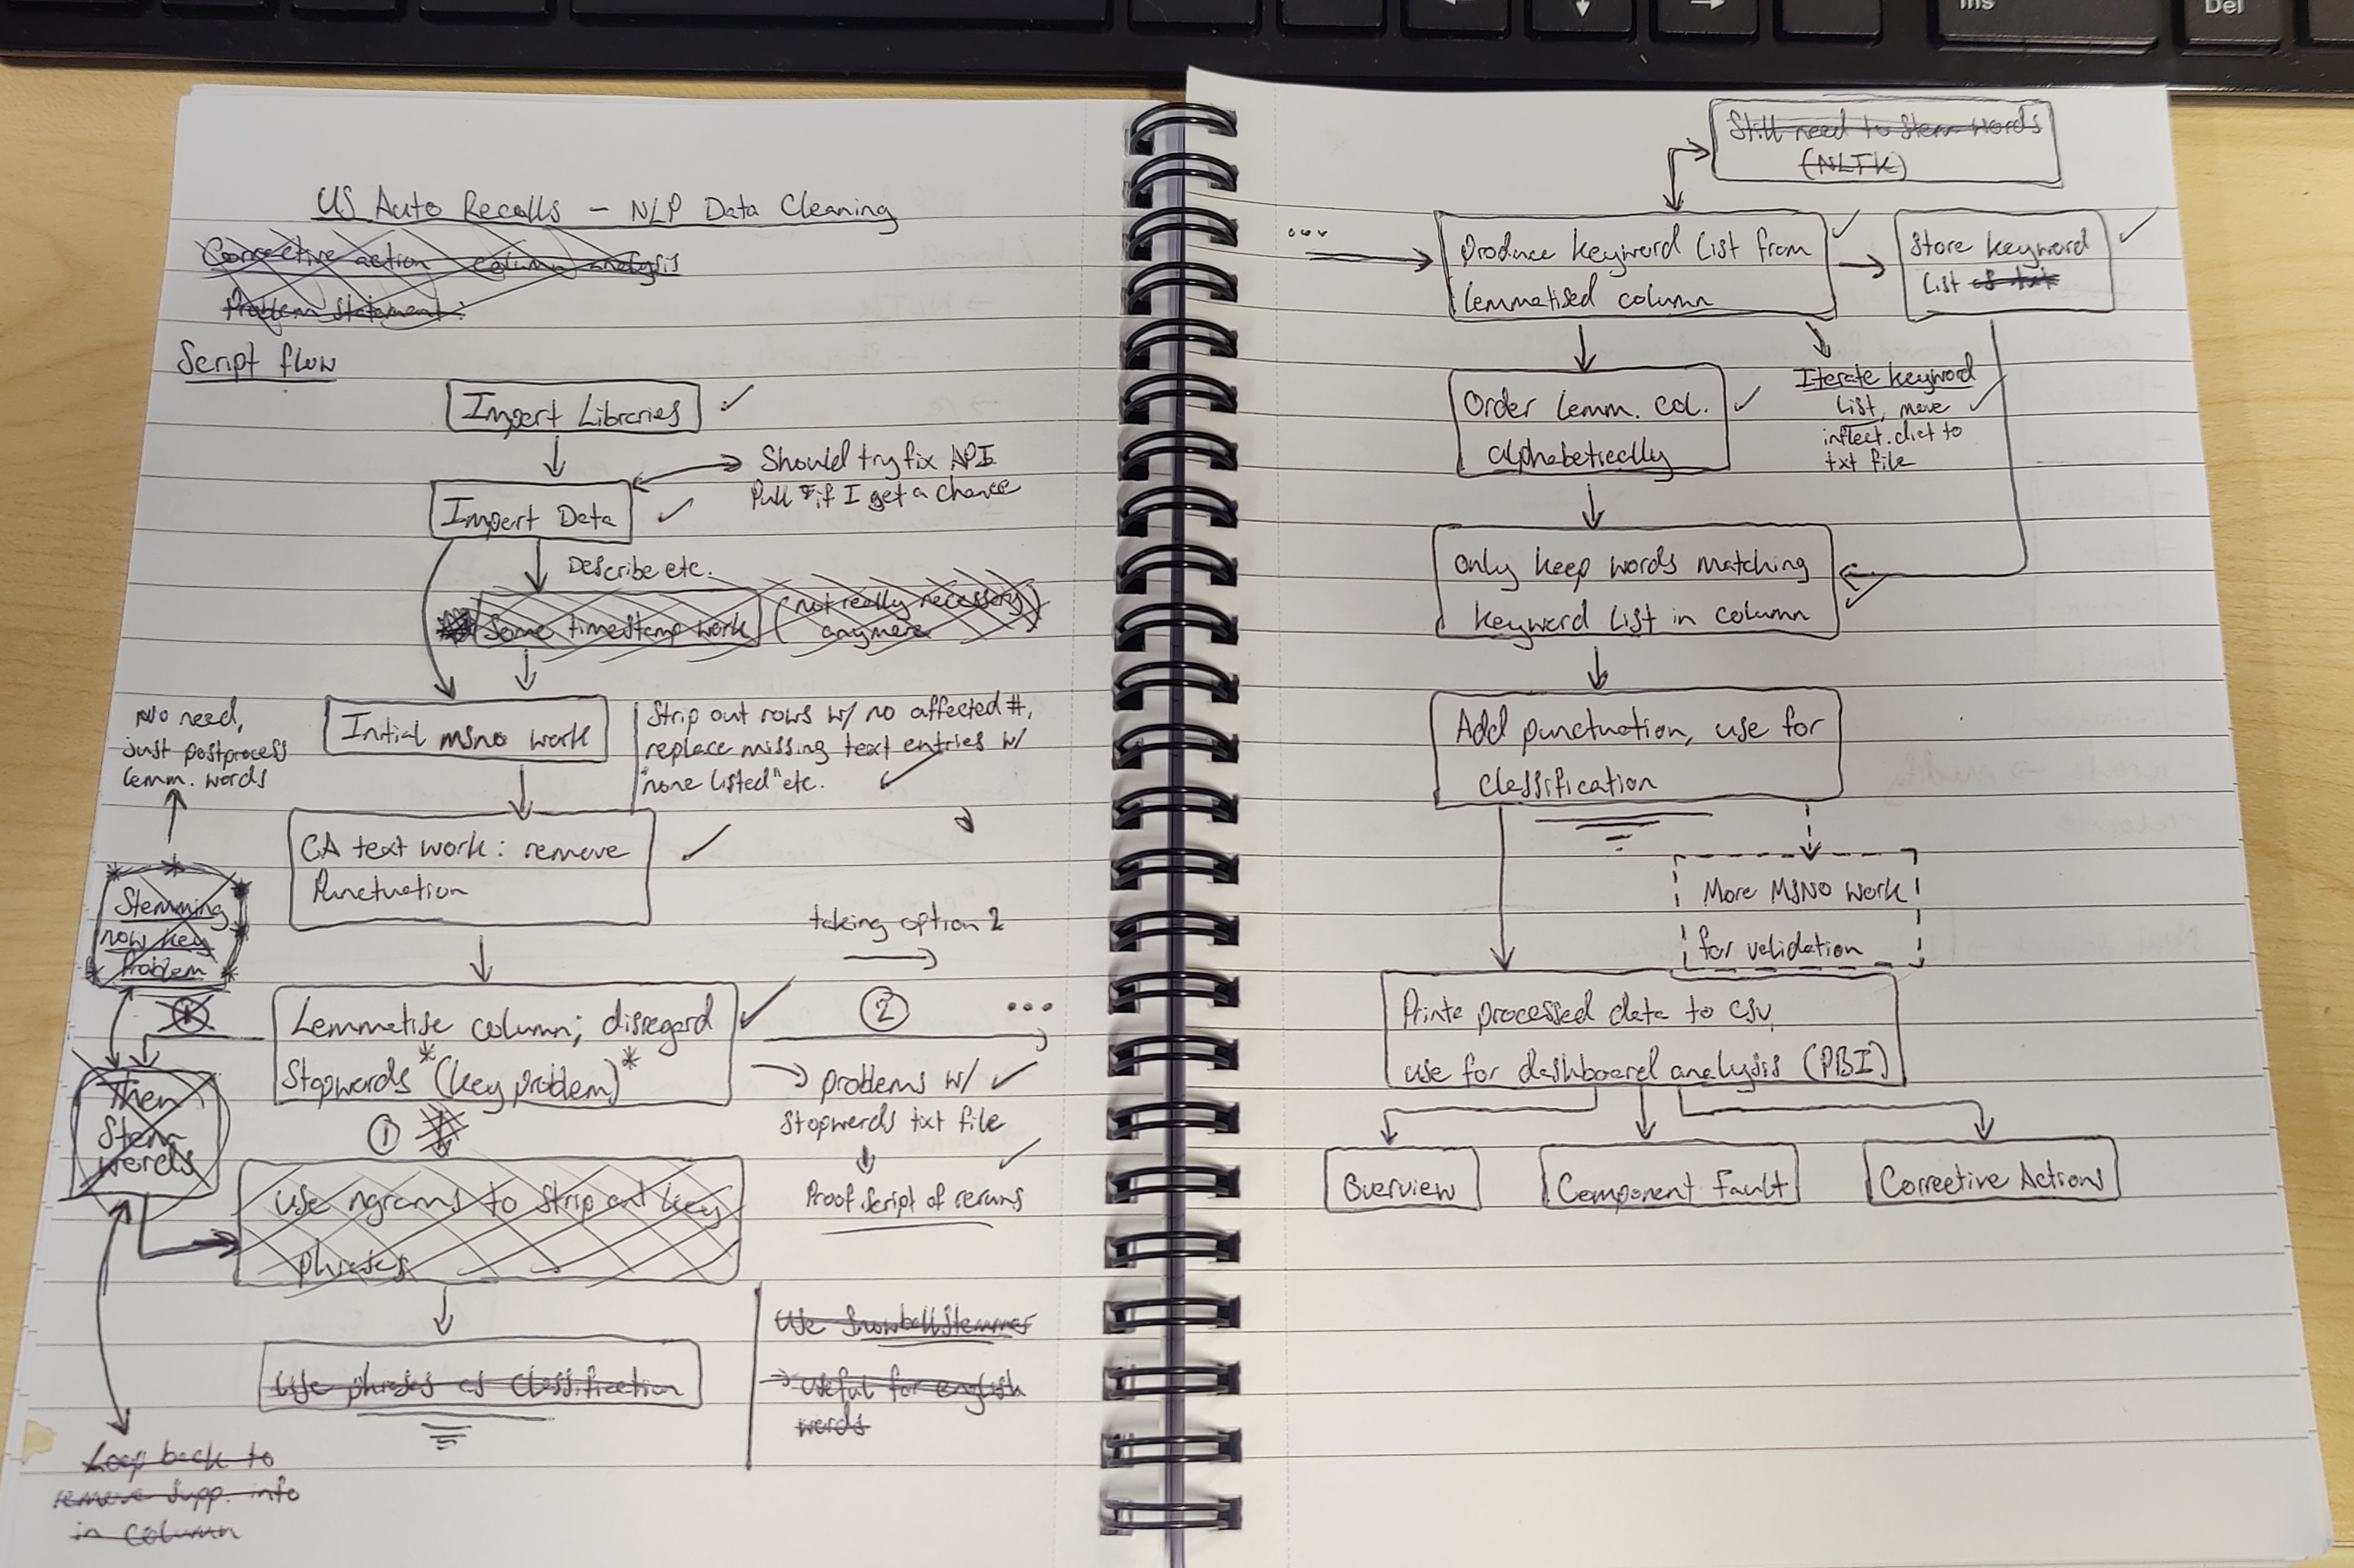 Ins
Del
US Auto Recalls - NLP Data Cleaning
Corrective action column analysis
Problem statement:
Script flow
Import Libraries
Should try fix API
Pull if I get a chance
Import Data
Describe etc.
Some timestamp work (not really necessary
anymore)
No need,
just postprocess
lemm. words
Initial msno work
Strip out rows w/ no affected #,
replace missing text entries w/
"none listed" etc.
CA text work: remove
Punctuation
Stemming
now key
Problem
taking option 2
Lemmatise column; disregard
Stopwords *(key problem)*
1
2
...
problems w/
Stopwords txt file
Proof script of reruns
Then
Stem
words
1
Use ngrams to strip out key
phrases
Use phrases as classification
Use SnowballStemmer
→ useful for english
words
Loop back to
remove supp. info
in column
Still need to stem words
(NLTK)
...
Produce keyword list from
lemmatised column
Store keyword
list as txt
Order lemm. col.
alphabetically
Iterate keyword
list, move
inflect.dict to
txt file
Only keep words matching
keyword list in column
Add punctuation, use for
classification
More MSNO work
for validation
Printe processed data to csv,
use for dashboard analysis (PBI)
Overview
Component Fault
Corrective Actions